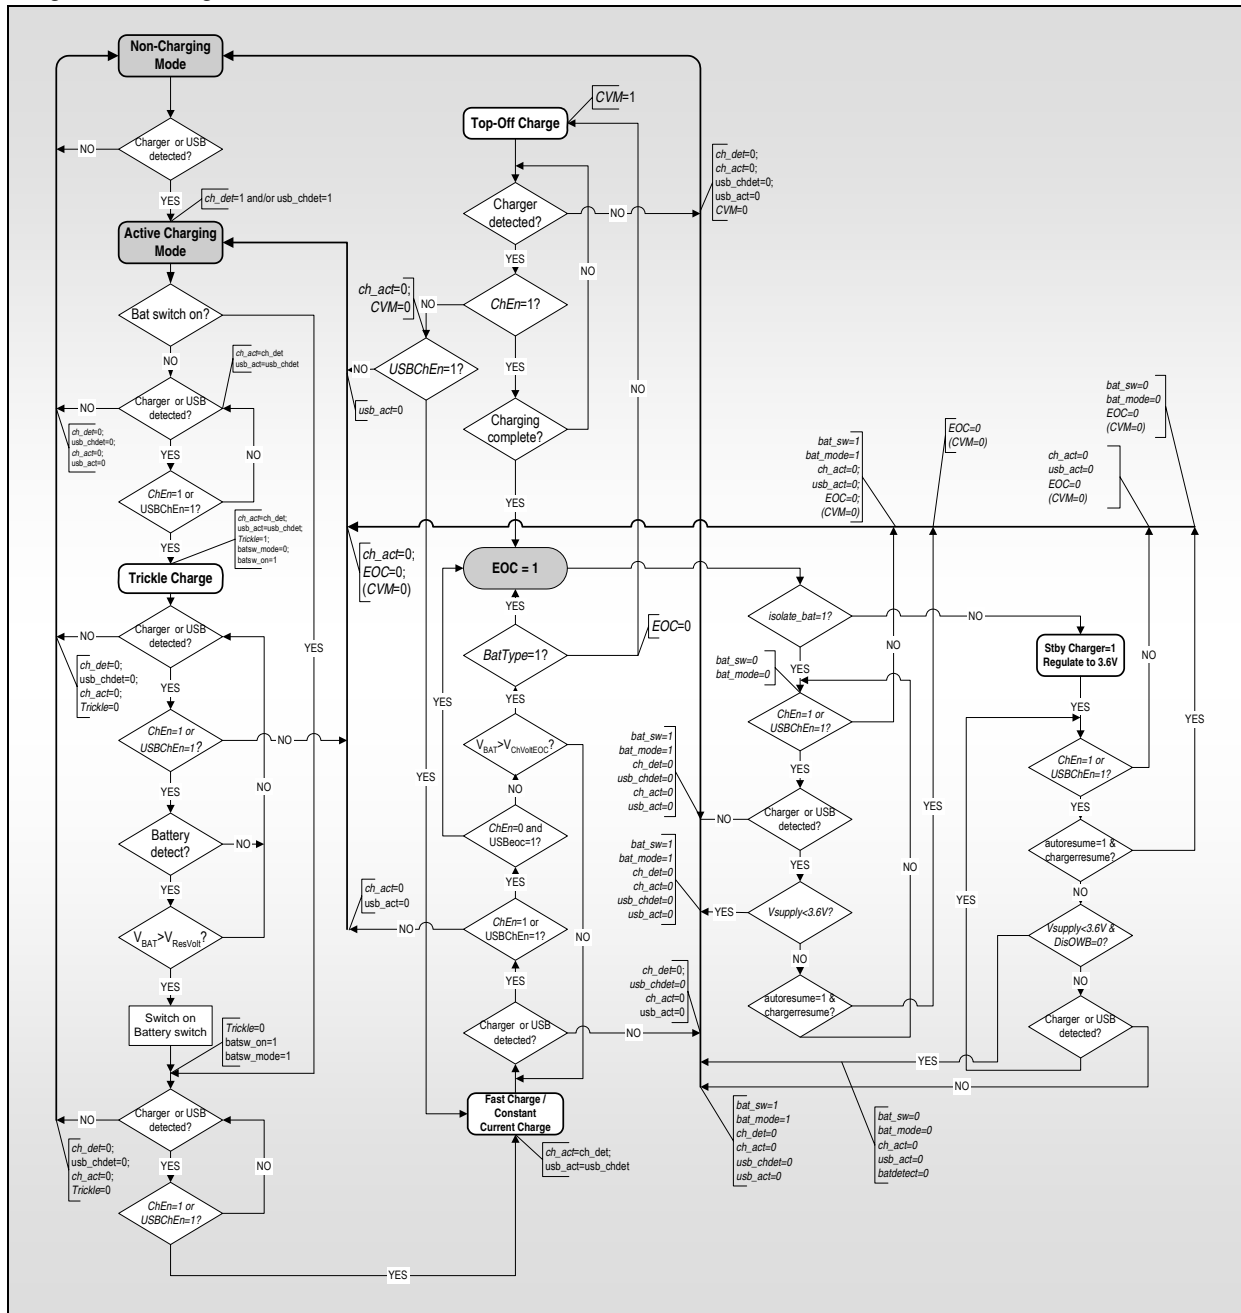 Non-Charging
Mode
Charger or USB
detected?
NO
YES
ch_det=1 and/or usb_chdet=1
Active Charging
Mode
Bat switch on?
NO
ch_act=ch_det
usb_act=usb_chdet
Charger or USB
detected?
NO
ch_det=0;
usb_chdet=0;
ch_act=0;
usb_act=0
YES
NO
ChEn=1 or
USBChEn=1?
YES
ch_act=ch_det;
usb_act=usb_chdet;
Trickle=1;
batsw_mode=0;
batsw_on=1
Trickle Charge
Charger or USB
detected?
NO
ch_det=0;
usb_chdet=0;
ch_act=0;
Trickle=0
YES
YES
ChEn=1 or
USBChEn=1?
NO
YES
NO
Battery
detect?
NO
YES
VBAT>VResVolt?
YES
Switch on
Battery switch
Trickle=0
batsw_on=1
batsw_mode=1
Charger or USB
detected?
NO
ch_det=0;
usb_chdet=0;
ch_act=0;
Trickle=0
YES
NO
ChEn=1 or
USBChEn=1?
YES
CVM=1
Top-Off Charge
Charger
detected?
NO
ch_det=0;
ch_act=0;
usb_chdet=0;
usb_act=0
CVM=0
YES
NO
NO
ChEn=1?
NO
ch_act=0;
CVM=0
USBChEn=1?
NO
usb_act=0
YES
Charging
complete?
YES
ch_act=0;
EOC=0;
(CVM=0)
EOC = 1
YES
BatType=1?
EOC=0
YES
YES
VBAT>VChVoltEOC?
YES
NO
ChEn=0 and
USBeoc=1?
YES
ch_act=0
usb_act=0
NO
ChEn=1 or
USBChEn=1?
NO
YES
Charger or USB
detected?
NO
ch_det=0;
usb_chdet=0
ch_act=0
usb_act=0
Fast Charge /
Constant
Current Charge
ch_act=ch_det;
usb_act=usb_chdet
bat_sw=1
bat_mode=1
ch_act=0;
usb_act=0;
EOC=0;
(CVM=0)
EOC=0
(CVM=0)
ch_act=0
usb_act=0
EOC=0
(CVM=0)
bat_sw=0
bat_mode=0
EOC=0
(CVM=0)
isolate_bat=1?
NO
Stby Charger=1
Regulate to 3.6V
NO
YES
bat_sw=0
bat_mode=0
NO
ChEn=1 or
USBChEn=1?
YES
bat_sw=1
bat_mode=1
ch_det=0
usb_chdet=0
ch_act=0
usb_act=0
YES
NO
Charger or USB
detected?
YES
NO
bat_sw=1
bat_mode=1
ch_det=0
ch_act=0
usb_chdet=0
usb_act=0
YES
Vsupply<3.6V?
NO
autoresume=1 &
chargerresume?
YES
YES
ChEn=1 or
USBChEn=1?
YES
autoresume=1 &
chargerresume?
YES
NO
Vsupply<3.6V &
DisOWB=0?
NO
Charger or USB
detected?
YES
NO
bat_sw=1
bat_mode=1
ch_det=0
ch_act=0
usb_chdet=0
usb_act=0
bat_sw=0
bat_mode=0
ch_act=0
usb_act=0
batdetect=0